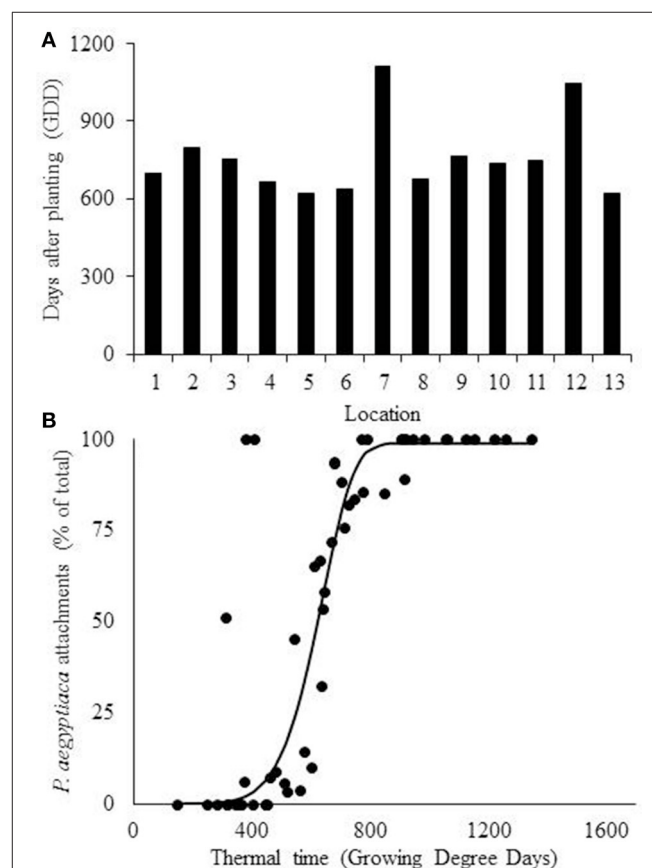 A
Days after planting (GDD)
1200
900
600
300
0
1 2 3 4 5 6 7 8 9 10 11 12 13
Location
B
P. aegyptiaca attachments (% of total)
100
75
50
25
0
0 400 800 1200 1600
Thermal time (Growing Degree Days)